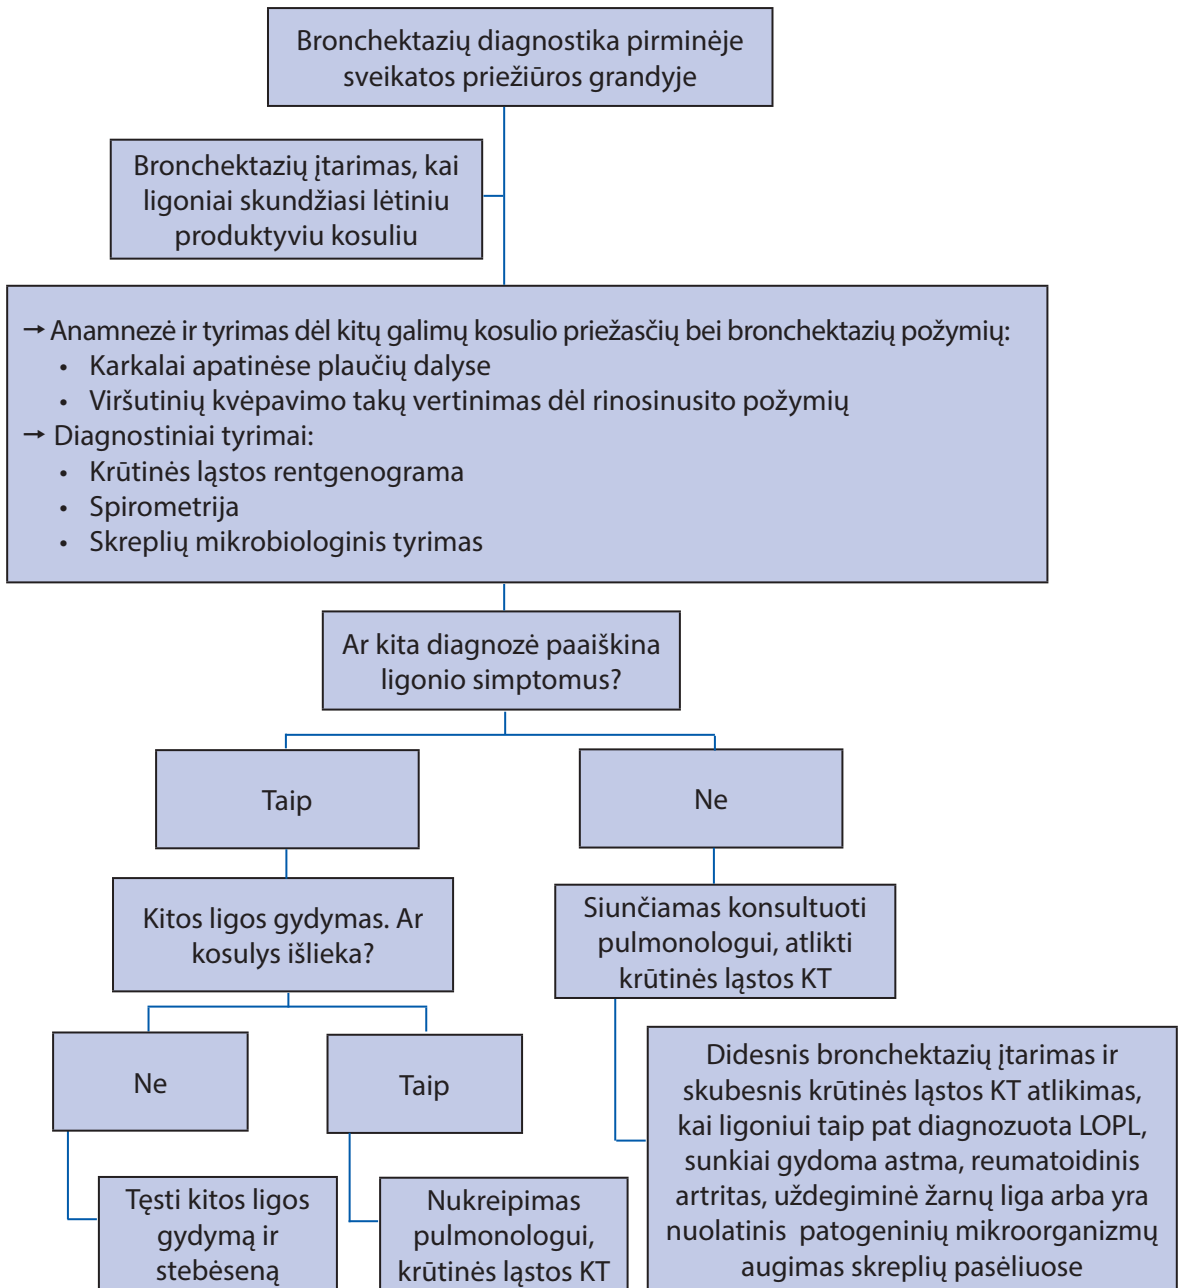 Bronchektazių diagnostika pirminėje
sveikatos priežiūros grandyje
Bronchektazių įtarimas, kai
ligoniai skundžiasi lėtiniu
produktyviu kosuliu
→ Anamnezė ir tyrimas dėl kitų galimų kosulio priežasčių bei bronchektazių požymių:
• Karkalai apatinėse plaučių dalyse
• Viršutinių kvėpavimo takų vertinimas dėl rinosinusito požymių
→ Diagnostiniai tyrimai:
• Krūtinės ląstos rentgenograma
• Spirometrija
• Skreplių mikrobiologinis tyrimas
Ar kita diagnozė paaiškina
ligonio simptomus?
Taip
Ne
Kitos ligos gydymas. Ar
kosulys išlieka?
Siunčiamas konsultuoti
pulmonologui, atlikti
krūtinės ląstos KT
Ne
Taip
Tęsti kitos ligos
gydymą ir
stebėseną
Nukreipimas
pulmonologui,
krūtinės ląstos KT
Didesnis bronchektazių įtarimas ir
skubesnis krūtinės ląstos KT atlikimas,
kai ligoniui taip pat diagnozuota LOPL,
sunkiai gydoma astma, reumatoidinis
artritas, uždegiminė žarnų liga arba yra
nuolatinis patogeninių mikroorganizmų
augimas skreplių pasėliuose